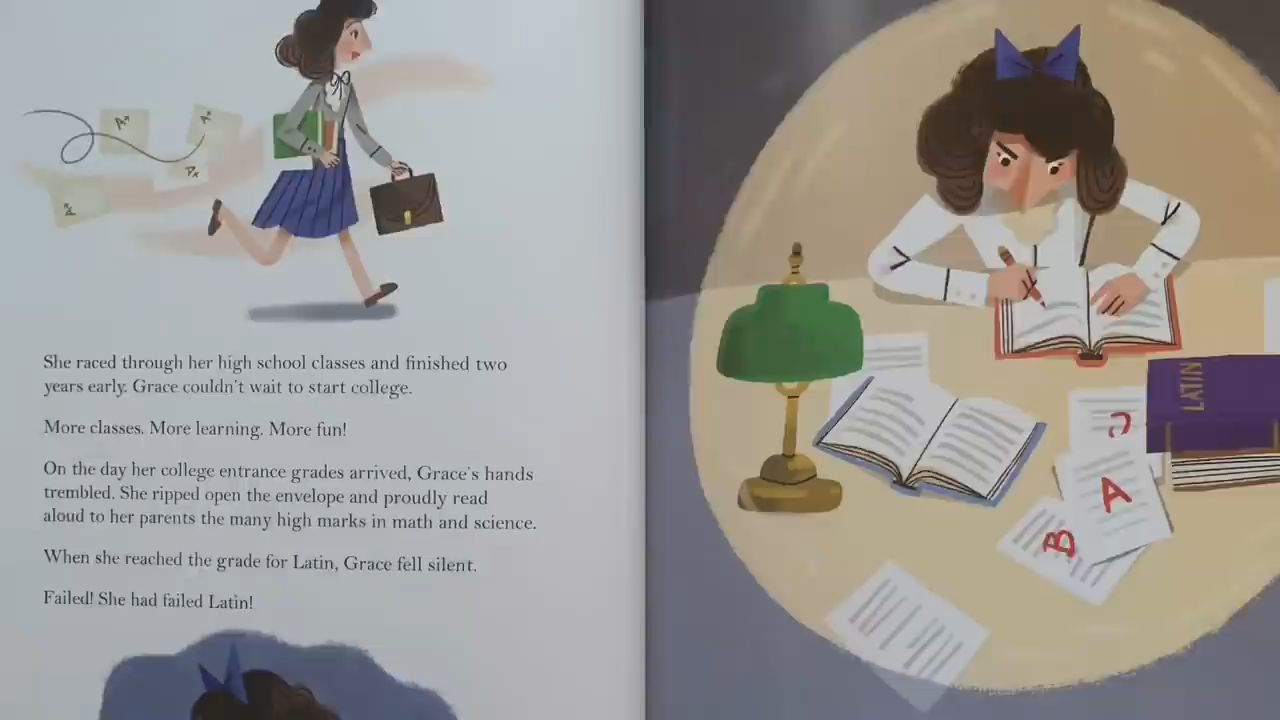 A+
A+
A+
A+
She raced through her high school classes and finished two
years early. Grace couldn't wait to start college.
More classes. More learning. More fun!
On the day her college entrance grades arrived, Grace's hands
trembled. She ripped open the envelope and proudly read
aloud to her parents the many high marks in math and science.
When she reached the grade for Latin, Grace fell silent.
Failed! She had failed Latin!
LATIN
A
B